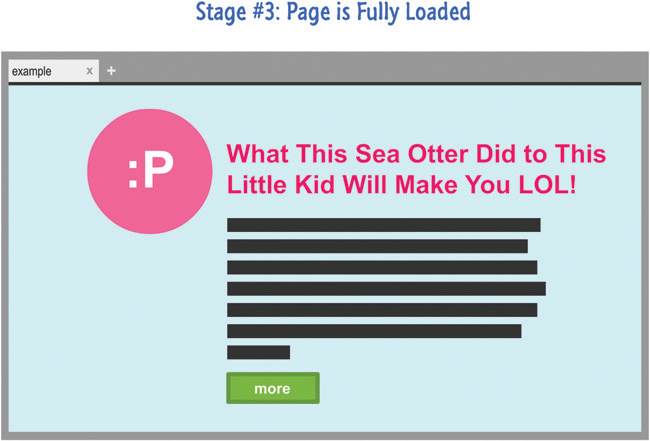 Stage #3: Page is Fully Loaded
example x +
:P
What This Sea Otter Did to This
Little Kid Will Make You LOL!
more